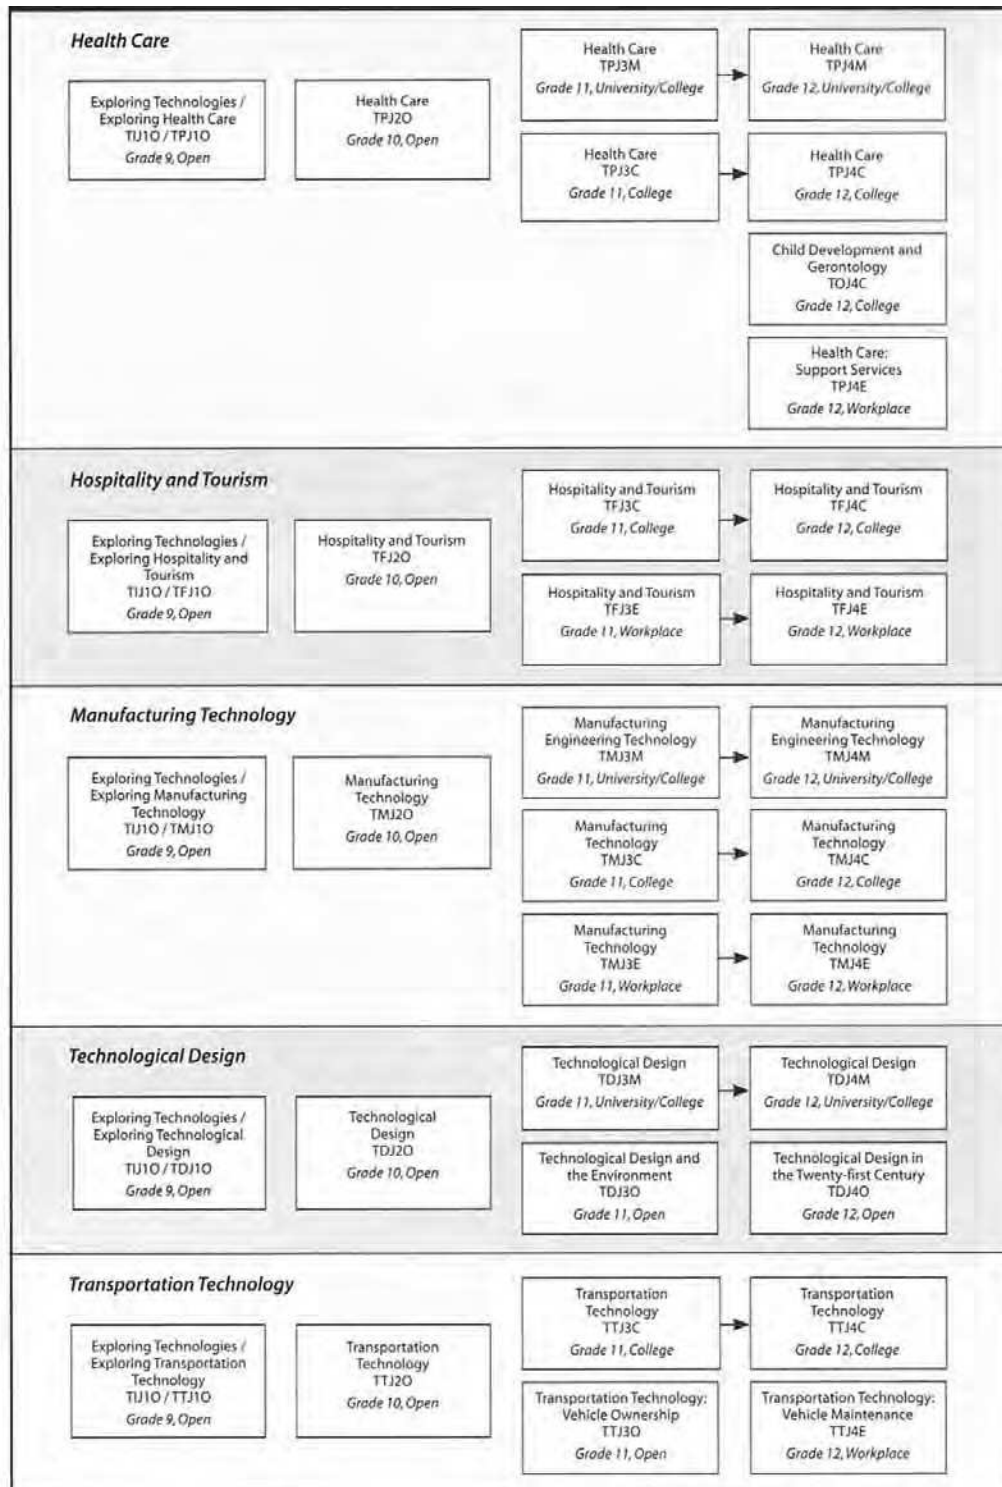 Health Care
Exploring Technologies /
Exploring Health Care
TIJ1O / TPJ1O
Grade 9, Open
Health Care
TPJ2O
Grade 10, Open
Health Care
TPJ3M
Grade 11, University/College
Health Care
TPJ4M
Grade 12, University/College
Health Care
TPJ3C
Grade 11, College
Health Care
TPJ4C
Grade 12, College
Child Development and
Gerontology
TOJ4C
Grade 12, College
Health Care:
Support Services
TPJ4E
Grade 12, Workplace
Hospitality and Tourism
Exploring Technologies /
Exploring Hospitality and
Tourism
TIJ1O / TFJ1O
Grade 9, Open
Hospitality and Tourism
TFJ2O
Grade 10, Open
Hospitality and Tourism
TFJ3C
Grade 11, College
Hospitality and Tourism
TFJ4C
Grade 12, College
Hospitality and Tourism
TFJ3E
Grade 11, Workplace
Hospitality and Tourism
TFJ4E
Grade 12, Workplace
Manufacturing Technology
Exploring Technologies /
Exploring Manufacturing
Technology
TIJ1O / TMJ1O
Grade 9, Open
Manufacturing
Technology
TMJ2O
Grade 10, Open
Manufacturing
Engineering Technology
TMJ3M
Grade 11, University/College
Manufacturing
Engineering Technology
TMJ4M
Grade 12, University/College
Manufacturing
Technology
TMJ3C
Grade 11, College
Manufacturing
Technology
TMJ4C
Grade 12, College
Manufacturing
Technology
TMJ3E
Grade 11, Workplace
Manufacturing
Technology
TMJ4E
Grade 12, Workplace
Technological Design
Exploring Technologies /
Exploring Technological
Design
TIJ1O / TDJ1O
Grade 9, Open
Technological
Design
TDJ2O
Grade 10, Open
Technological Design
TDJ3M
Grade 11, University/College
Technological Design
TDJ4M
Grade 12, University/College
Technological Design and
the Environment
TDJ3O
Grade 11, Open
Technological Design in
the Twenty-first Century
TDJ4O
Grade 12, Open
Transportation Technology
Exploring Technologies /
Exploring Transportation
Technology
TIJ1O / TTJ1O
Grade 9, Open
Transportation
Technology
TTJ2O
Grade 10, Open
Transportation
Technology
TTJ3C
Grade 11, College
Transportation
Technology
TTJ4C
Grade 12, College
Transportation Technology:
Vehicle Ownership
TTJ3O
Grade 11, Open
Transportation Technology:
Vehicle Maintenance
TTJ4E
Grade 12, Workplace